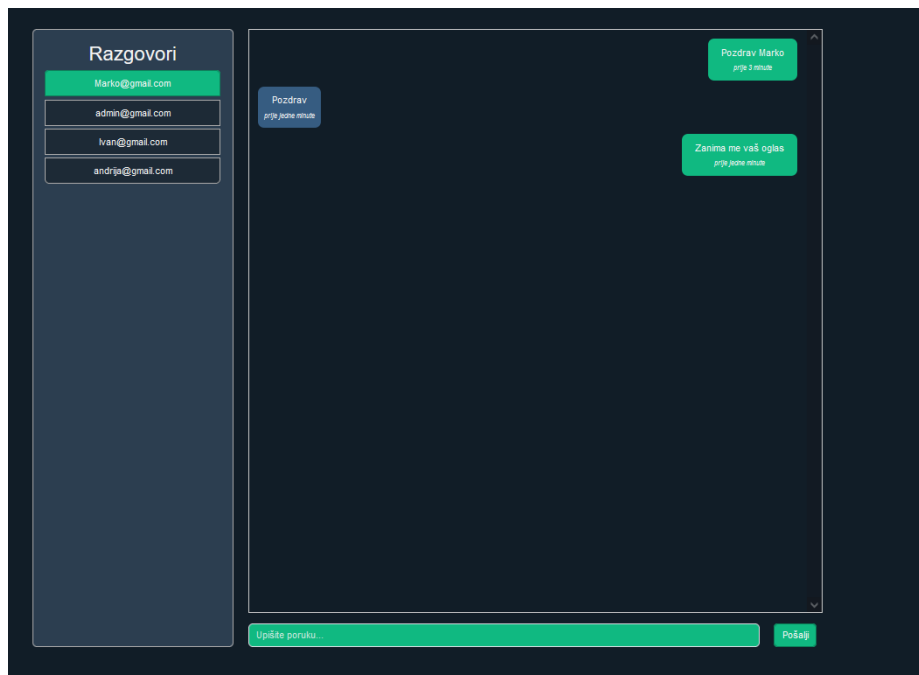 Razgovori
Marko@gmail.com
admin@gmail.com
Ivan@gmail.com
andrija@gmail.com
Pozdrav Marko
prije 3 minute
Pozdrav
prije jedne minute
Zanima me vaš oglas
prije jedne minute
Upišite poruku...
Pošalji